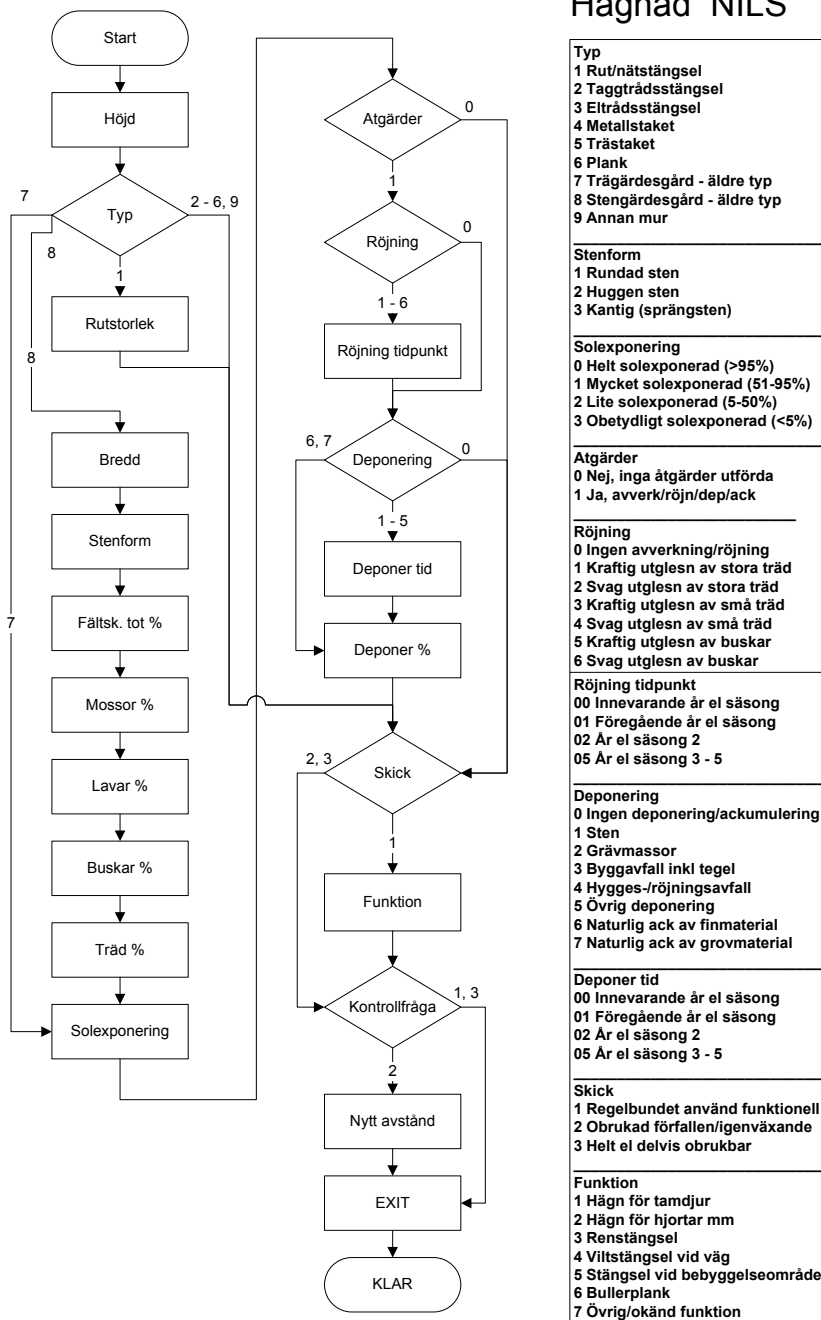 Hägnad NILS
Start
Höjd
Typ
7
2 - 6, 9
8
1
Rutstorlek
8
Bredd
Stenform
Fältsk. tot %
7
Mossor %
Lavar %
Buskar %
Träd %
Solexponering
Atgärder
0
1
Röjning
0
1 - 6
Röjning tidpunkt
6, 7
Deponering
0
1 - 5
Deponer tid
Deponer %
2, 3
Skick
1
Funktion
Kontrollfråga
1, 3
2
Nytt avstånd
EXIT
KLAR
Typ
1 Rut/nätstängsel
2 Taggtrådsstängsel
3 Eltrådsstängsel
4 Metallstaket
5 Trästaket
6 Plank
7 Trägärdesgård - äldre typ
8 Stengärdesgård - äldre typ
9 Annan mur
Stenform
1 Rundad sten
2 Huggen sten
3 Kantig (sprängsten)
Solexponering
0 Helt solexponerad (>95%)
1 Mycket solexponerad (51-95%)
2 Lite solexponerad (5-50%)
3 Obetydligt solexponerad (<5%)
Atgärder
0 Nej, inga åtgärder utförda
1 Ja, avverk/röjn/dep/ack
Röjning
0 Ingen avverkning/röjning
1 Kraftig utglesn av stora träd
2 Svag utglesn av stora träd
3 Kraftig utglesn av små träd
4 Svag utglesn av små träd
5 Kraftig utglesn av buskar
6 Svag utglesn av buskar
Röjning tidpunkt
00 Innevarande år el säsong
01 Föregående år el säsong
02 År el säsong 2
05 År el säsong 3 - 5
Deponering
0 Ingen deponering/ackumulering
1 Sten
2 Grävmassor
3 Byggavfall inkl tegel
4 Hygges-/röjningsavfall
5 Övrig deponering
6 Naturlig ack av finmaterial
7 Naturlig ack av grovmaterial
Deponer tid
00 Innevarande år el säsong
01 Föregående år el säsong
02 År el säsong 2
05 År el säsong 3 - 5
Skick
1 Regelbundet använd funktionell
2 Obrukad förfallen/igenväxande
3 Helt el delvis obrukbar
Funktion
1 Hägn för tamdjur
2 Hägn för hjortar mm
3 Renstängsel
4 Viltstängsel vid väg
5 Stängsel vid bebyggelseområde
6 Bullerplank
7 Övrig/okänd funktion